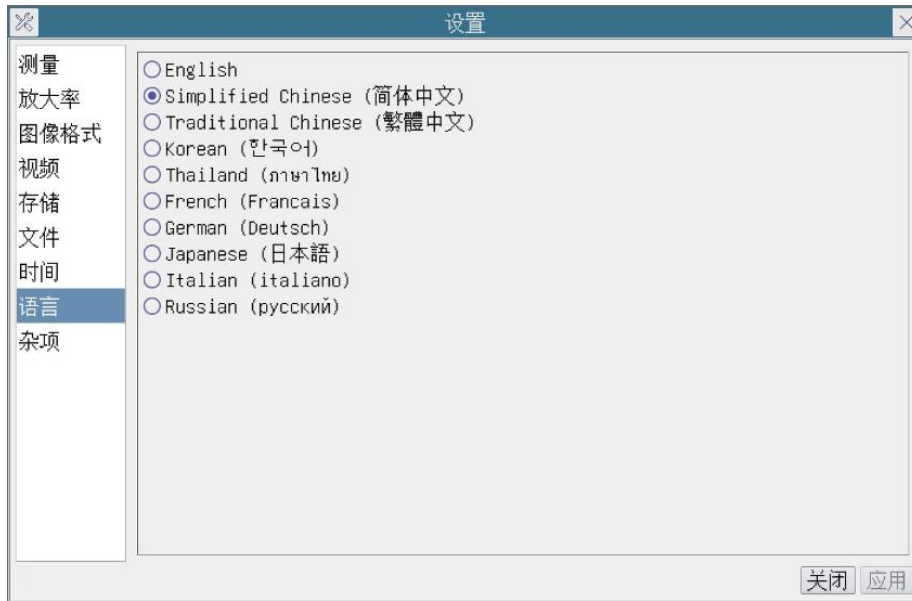 设置
测量
放大率
图像格式
视频
存储
文件
时间
语言
杂项
English
Simplified Chinese (简体中文)
Traditional Chinese (繁體中文)
Korean (한국어)
Thailand (ภาษาไทย)
French (Francais)
German (Deutsch)
Japanese (日本語)
Italian (italiano)
Russian (русский)
关闭
应用